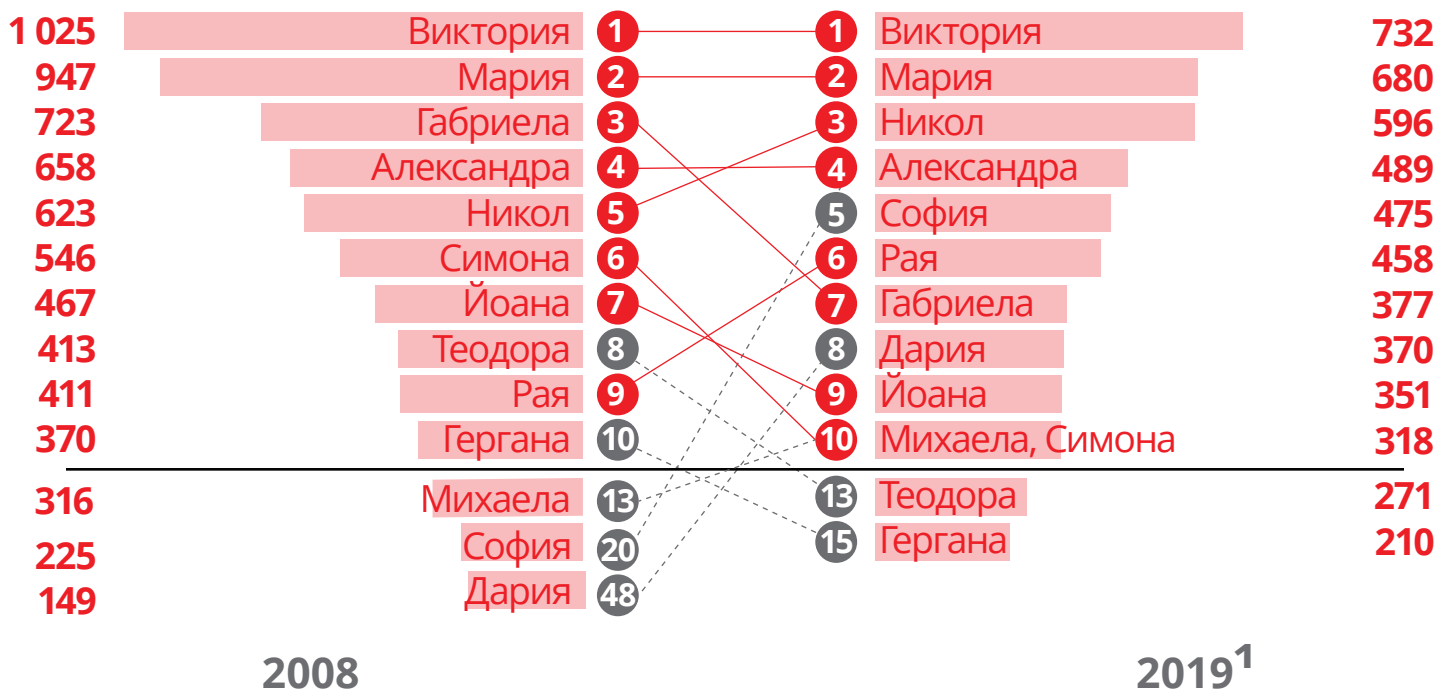 1 025 Виктория 1 1 Виктория 732
947 Мария 2 2 Мария 680
723 Габриела 3 3 Никол 596
658 Александра 4 4 Александра 489
623 Никол 5 5 София 475
546 Симона 6 6 Рая 458
467 Йоана 7 7 Габриела 377
413 Теодора 8 8 Дария 370
411 Рая 9 9 Йоана 351
370 Гергана 10 10 Михаела, Симона 318
316 Михаела 13 13 Теодора 271
225 София 20 15 Гергана 210
149 Дария 48
2008 2019¹